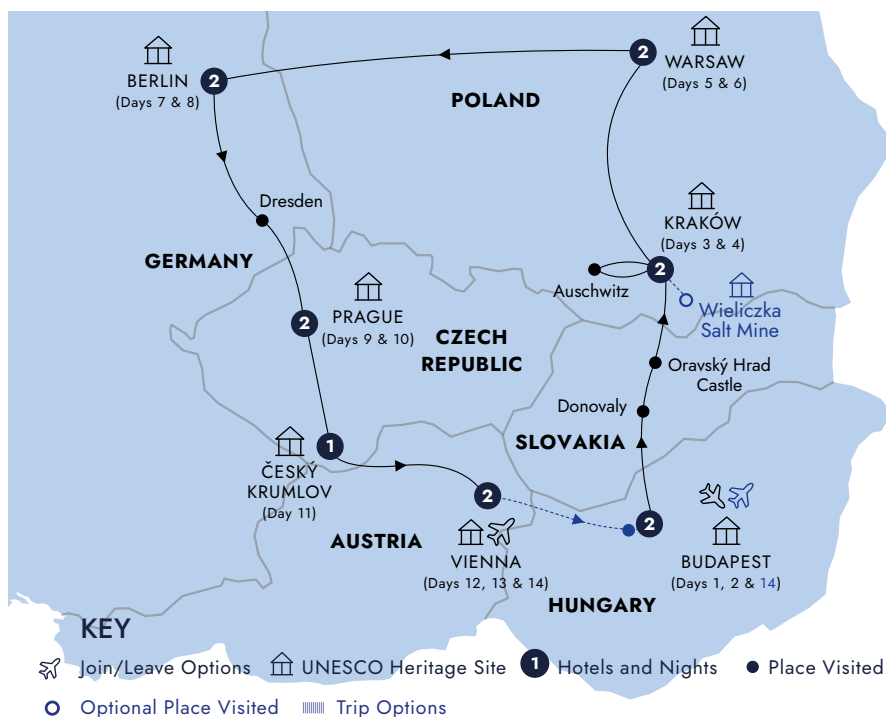 BERLIN
(Days 7 & 8)
2
2
WARSAW
(Days 5 & 6)
POLAND
Dresden
GERMANY
KRAKÓW
(Days 3 & 4)
2
Auschwitz
Wieliczka
Salt Mine
2
PRAGUE
(Days 9 & 10)
CZECH
REPUBLIC
Oravský Hrad
Castle
Donovaly
SLOVAKIA
1
ČESKÝ
KRUMLOV
(Day 11)
2
AUSTRIA
VIENNA
(Days 12, 13 & 14)
2
BUDAPEST
(Days 1, 2 & 14)
HUNGARY
KEY
Join/Leave Options
UNESCO Heritage Site
1 Hotels and Nights
Place Visited
Optional Place Visited
Trip Options